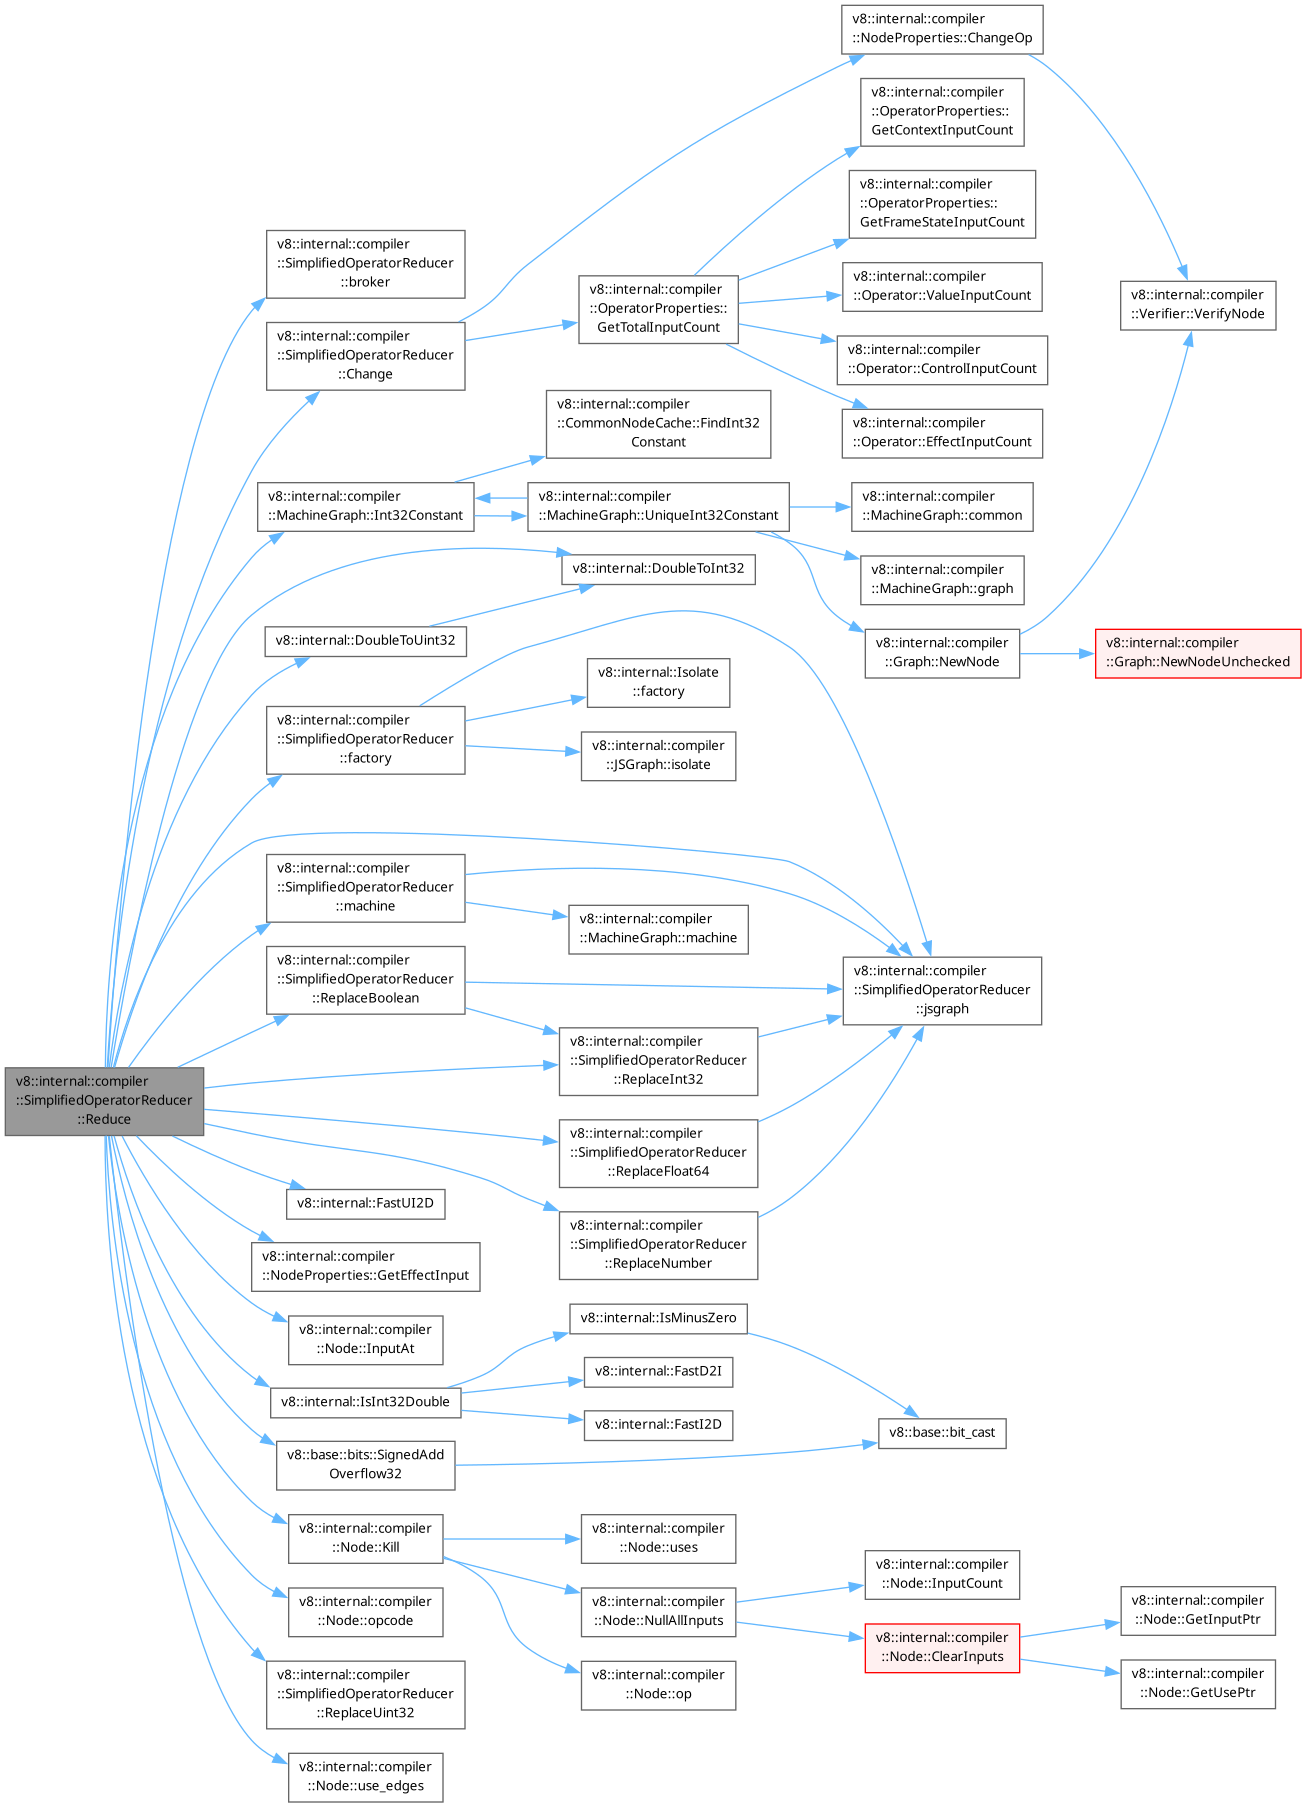 v8::internal::compiler
::NodeProperties::ChangeOp
v8::internal::compiler
::OperatorProperties::
GetContextInputCount
v8::internal::compiler
::OperatorProperties::
GetFrameStateInputCount
v8::internal::compiler
::SimplifiedOperatorReducer
::broker
v8::internal::compiler
::Operator::ValueInputCount
v8::internal::compiler
::OperatorProperties::
GetTotalInputCount
v8::internal::compiler
::Verifier::VerifyNode
v8::internal::compiler
::SimplifiedOperatorReducer
::Change
v8::internal::compiler
::Operator::ControlInputCount
v8::internal::compiler
::CommonNodeCache::FindInt32
Constant
v8::internal::compiler
::Operator::EffectInputCount
v8::internal::compiler
::MachineGraph::Int32Constant
v8::internal::compiler
::MachineGraph::UniqueInt32Constant
v8::internal::compiler
::MachineGraph::common
v8::internal::DoubleToInt32
v8::internal::compiler
::MachineGraph::graph
v8::internal::DoubleToUint32
v8::internal::compiler
::Graph::NewNode
v8::internal::compiler
::Graph::NewNodeUnchecked
v8::internal::Isolate
::factory
v8::internal::compiler
::SimplifiedOperatorReducer
::factory
v8::internal::compiler
::JSGraph::isolate
v8::internal::compiler
::SimplifiedOperatorReducer
::machine
v8::internal::compiler
::MachineGraph::machine
v8::internal::compiler
::SimplifiedOperatorReducer
::ReplaceBoolean
v8::internal::compiler
::SimplifiedOperatorReducer
::jsgraph
v8::internal::compiler
::SimplifiedOperatorReducer
::ReplaceInt32
v8::internal::compiler
::SimplifiedOperatorReducer
::Reduce
v8::internal::compiler
::SimplifiedOperatorReducer
::ReplaceFloat64
v8::internal::FastUI2D
v8::internal::compiler
::SimplifiedOperatorReducer
::ReplaceNumber
v8::internal::compiler
::NodeProperties::GetEffectInput
v8::internal::compiler
::Node::InputAt
v8::internal::IsMinusZero
v8::internal::FastD2I
v8::internal::IsInt32Double
v8::internal::FastI2D
v8::base::bit_cast
v8::base::bits::SignedAdd
Overflow32
v8::internal::compiler
::Node::Kill
v8::internal::compiler
::Node::uses
v8::internal::compiler
::Node::InputCount
v8::internal::compiler
::Node::opcode
v8::internal::compiler
::Node::NullAllInputs
v8::internal::compiler
::Node::GetInputPtr
v8::internal::compiler
::Node::ClearInputs
v8::internal::compiler
::SimplifiedOperatorReducer
::ReplaceUint32
v8::internal::compiler
::Node::op
v8::internal::compiler
::Node::GetUsePtr
v8::internal::compiler
::Node::use_edges